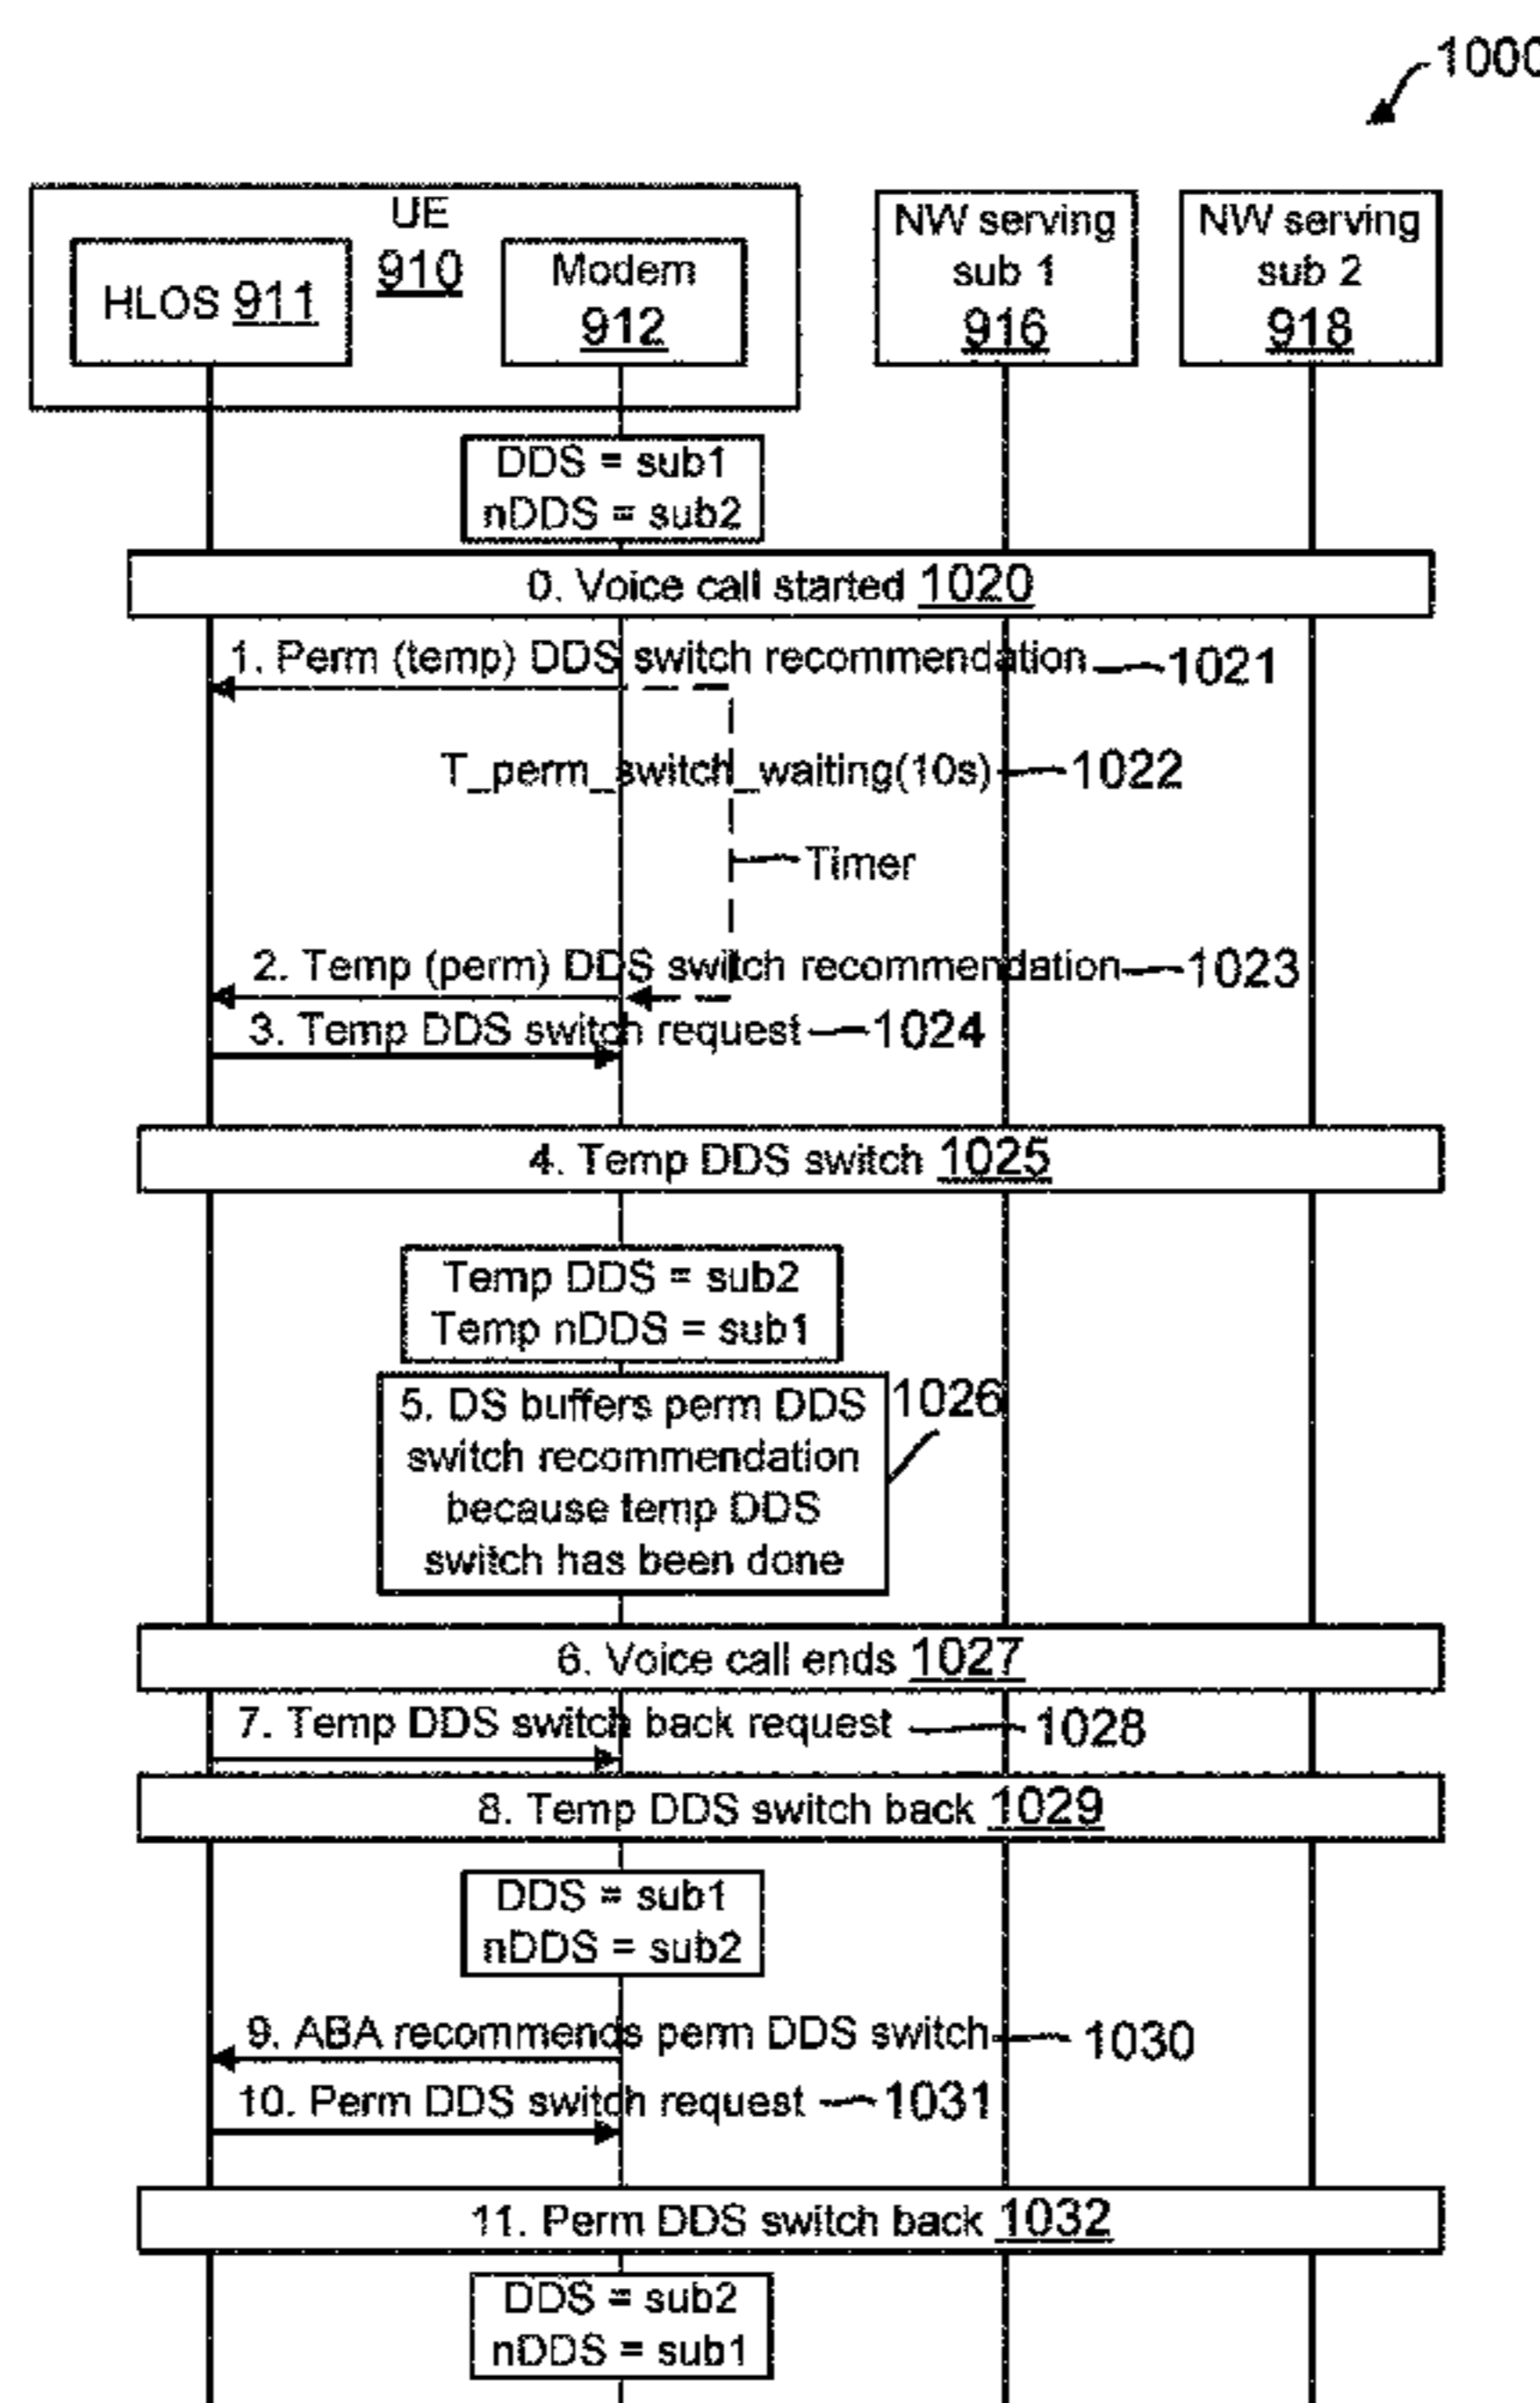 1000
UE
910
HLOS 911
Modem
912
NW serving
sub 1
916
NW serving
sub 2
918
DDS = sub1
nDDS = sub2
0. Voice call started 1020
1. Perm (temp) DDS switch recommendation 1021
T_perm_switch_waiting(10s) 1022
Timer
2. Temp (perm) DDS switch recommendation 1023
3. Temp DDS switch request 1024
4. Temp DDS switch 1025
Temp DDS = sub2
Temp nDDS = sub1
5. DS buffers perm DDS
switch recommendation
because temp DDS
switch has been done
1026
6. Voice call ends 1027
7. Temp DDS switch back request 1028
8. Temp DDS switch back 1029
DDS = sub1
nDDS = sub2
9. ABA recommends perm DDS switch 1030
10. Perm DDS switch request 1031
11. Perm DDS switch back 1032
DDS = sub2
nDDS = sub1